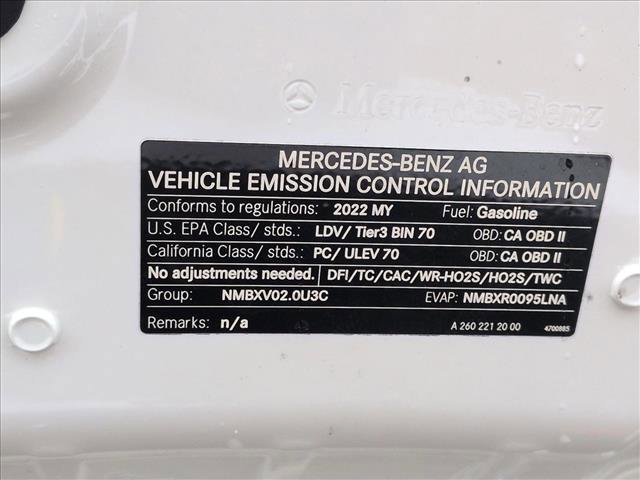 Mercedes-Benz
MERCEDES-BENZ AG
VEHICLE EMISSION CONTROL INFORMATION
Conforms to regulations: 2022 MY Fuel: Gasoline
U.S. EPA Class/ stds.: LDV/ Tier3 BIN 70 OBD: CA OBD II
California Class/ stds.: PC/ ULEV 70 OBD: CA OBD II
No adjustments needed. DFI/TC/CAC/WR-HO2S/HO2S/TWC
Group: NMBXV02.0U3C EVAP: NMBXR0095LNA
Remarks: n/a A 260 221 20 00 4700885